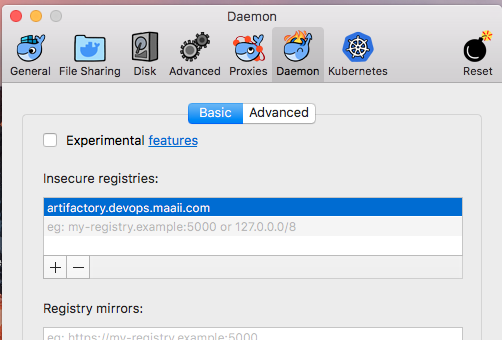 Daemon
General File Sharing Disk Advanced Proxies Daemon Kubernetes Reset
Basic Advanced
Experimental features
Insecure registries:
artifactory.devops.maaii.com
eg: my-registry.example:5000 or 127.0.0.0/8
+ −
Registry mirrors:
eg: https://my-registry.example:5000